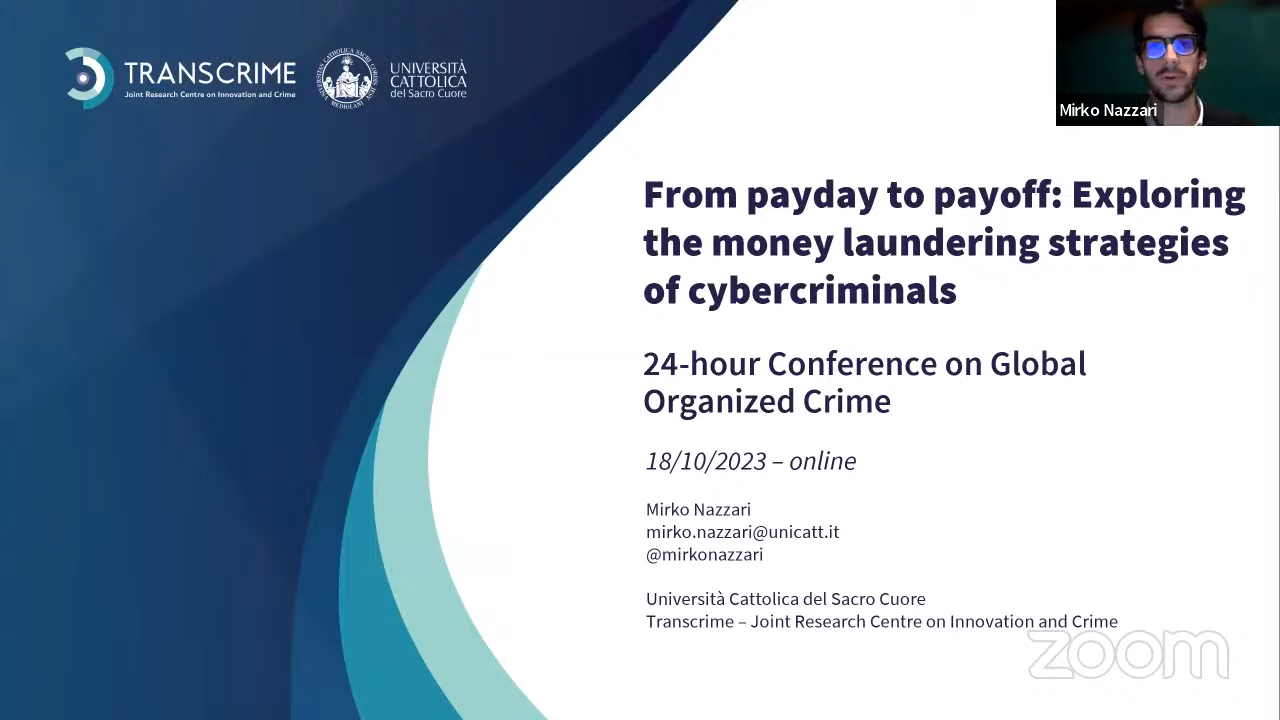 TRANSCRIME
Joint Research Centre on Innovation and Crime
UNIVERSITÀ
CATTOLICA
del Sacro Cuore
Mirko Nazzari
From payday to payoff: Exploring
the money laundering strategies
of cybercriminals
24-hour Conference on Global
Organized Crime
18/10/2023 – online
Mirko Nazzari
mirko.nazzari@unicatt.it
@mirkonazzari
Università Cattolica del Sacro Cuore
Transcrime – Joint Research Centre on Innovation and Crime
zoom